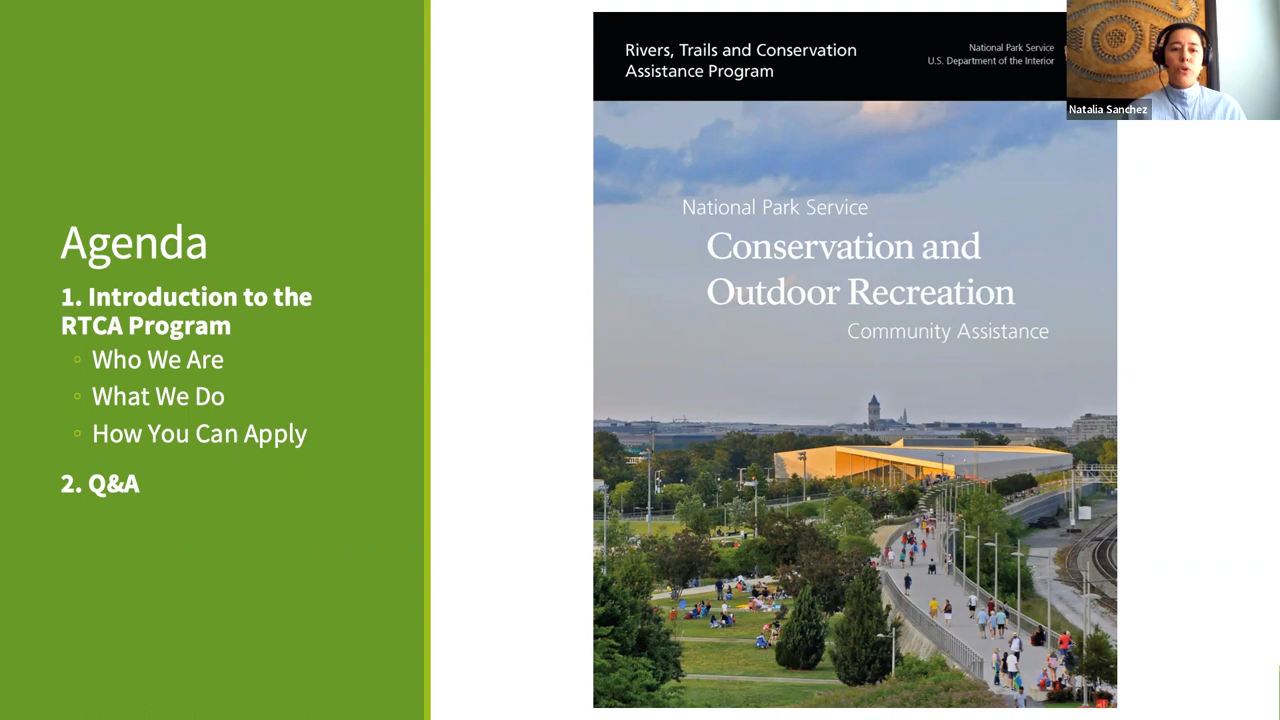 Agenda
1. Introduction to the
RTCA Program
Who We Are
What We Do
How You Can Apply
2. Q&A
Rivers, Trails and Conservation
Assistance Program
National Park Service
U.S. Department of the Interior
National Park Service
Conservation and
Outdoor Recreation
Community Assistance
Natalia Sanchez